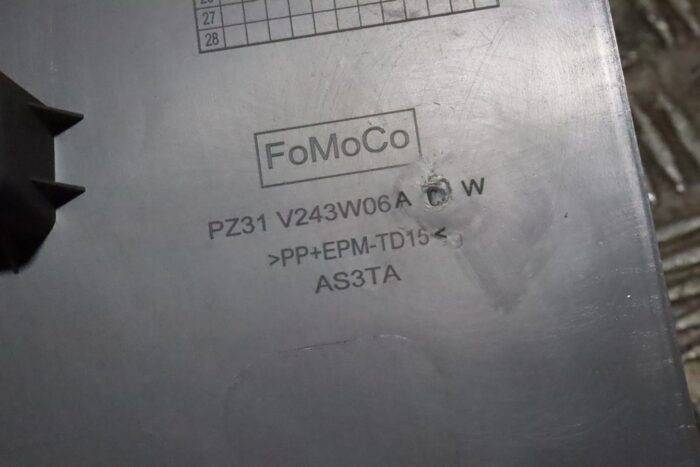 27
28
FoMoCo
PZ31 V243W06A W
>PP+EPM-TD15<
AS3TA